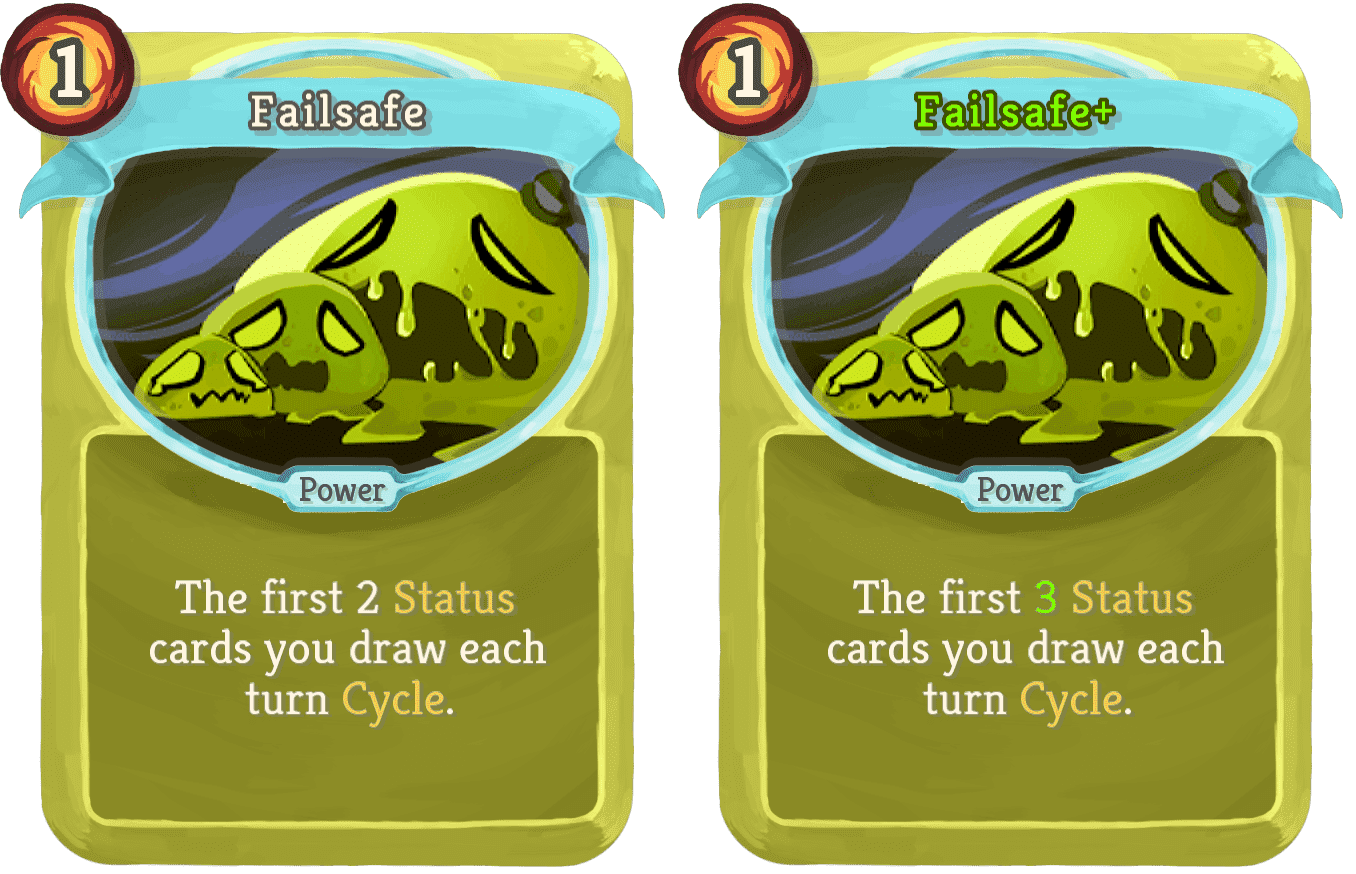 1
Failsafe
Power
The first 2 Status
cards you draw each
turn Cycle.
1
Failsafe+
Power
The first 3 Status
cards you draw each
turn Cycle.